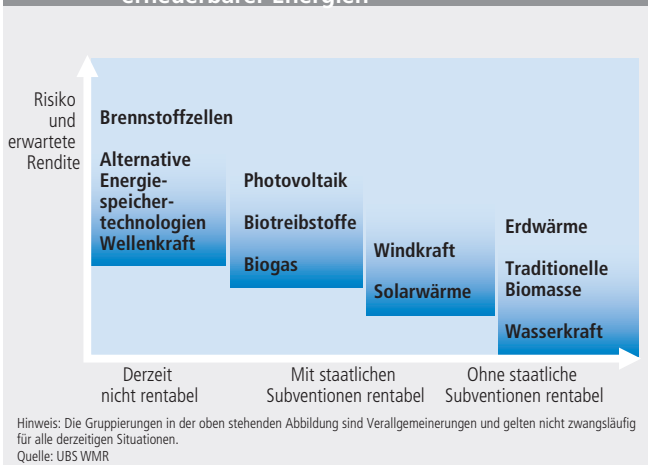 erneuerbarer Energien
Risiko
und
erwartete
Rendite
Brennstoffzellen
Alternative
Energie-
speicher-
technologien
Wellenkraft
Photovoltaik
Biotreibstoffe
Biogas
Windkraft
Solarwärme
Erdwärme
Traditionelle
Biomasse
Wasserkraft
Derzeit
nicht rentabel
Mit staatlichen
Subventionen rentabel
Ohne staatliche
Subventionen rentabel
Hinweis: Die Gruppierungen in der oben stehenden Abbildung sind Verallgemeinerungen und gelten nicht zwangsläufig
für alle derzeitigen Situationen.
Quelle: UBS WMR